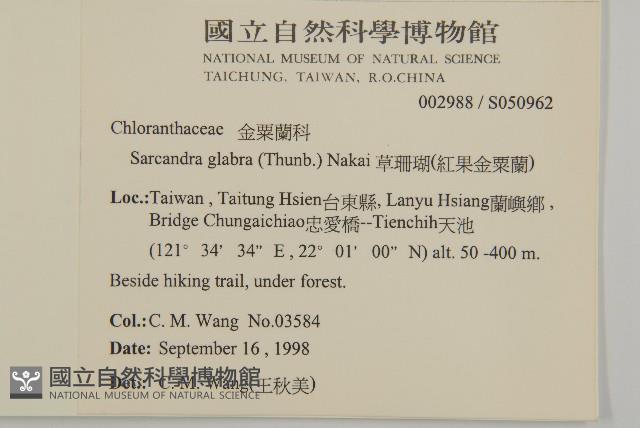 國立自然科學博物館
NATIONAL MUSEUM OF NATURAL SCIENCE
TAICHUNG, TAIWAN, R.O.CHINA
002988 / S050962
Chloranthaceae 金粟蘭科
Sarcandra glabra (Thunb.) Nakai 草珊瑚(紅果金粟蘭)
Loc.:Taiwan , Taitung Hsien台東縣, Lanyu Hsiang蘭嶼鄉 ,
Bridge Chungaichiao忠愛橋--Tienchih天池
(121° 34' 34" E , 22° 01' 00" N) alt. 50 -400 m.
Beside hiking trail, under forest.
Col.: C. M. Wang No.03584
Date: September 16 , 1998
Det.: C. M. Wang(王秋美)
國立自然科學博物館
NATIONAL MUSEUM OF NATURAL SCIENCE